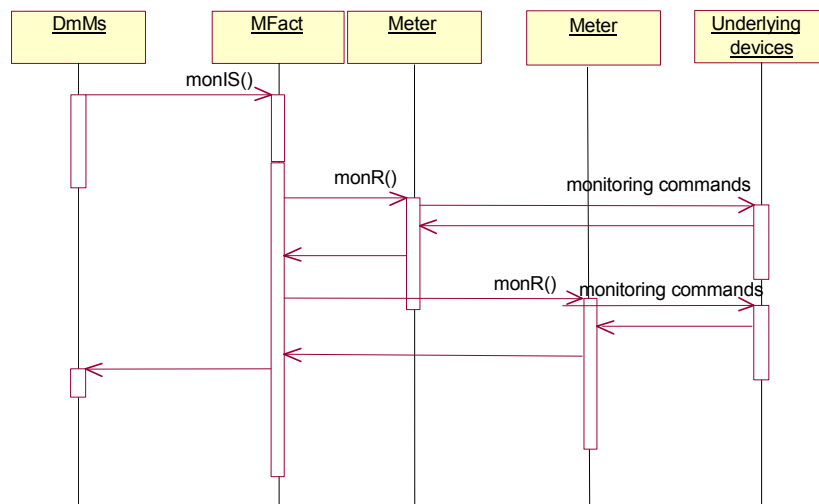 DmMs
MFact
Meter
Meter
Underlying
devices
monIS()
monR()
monitoring commands
monR()
monitoring commands